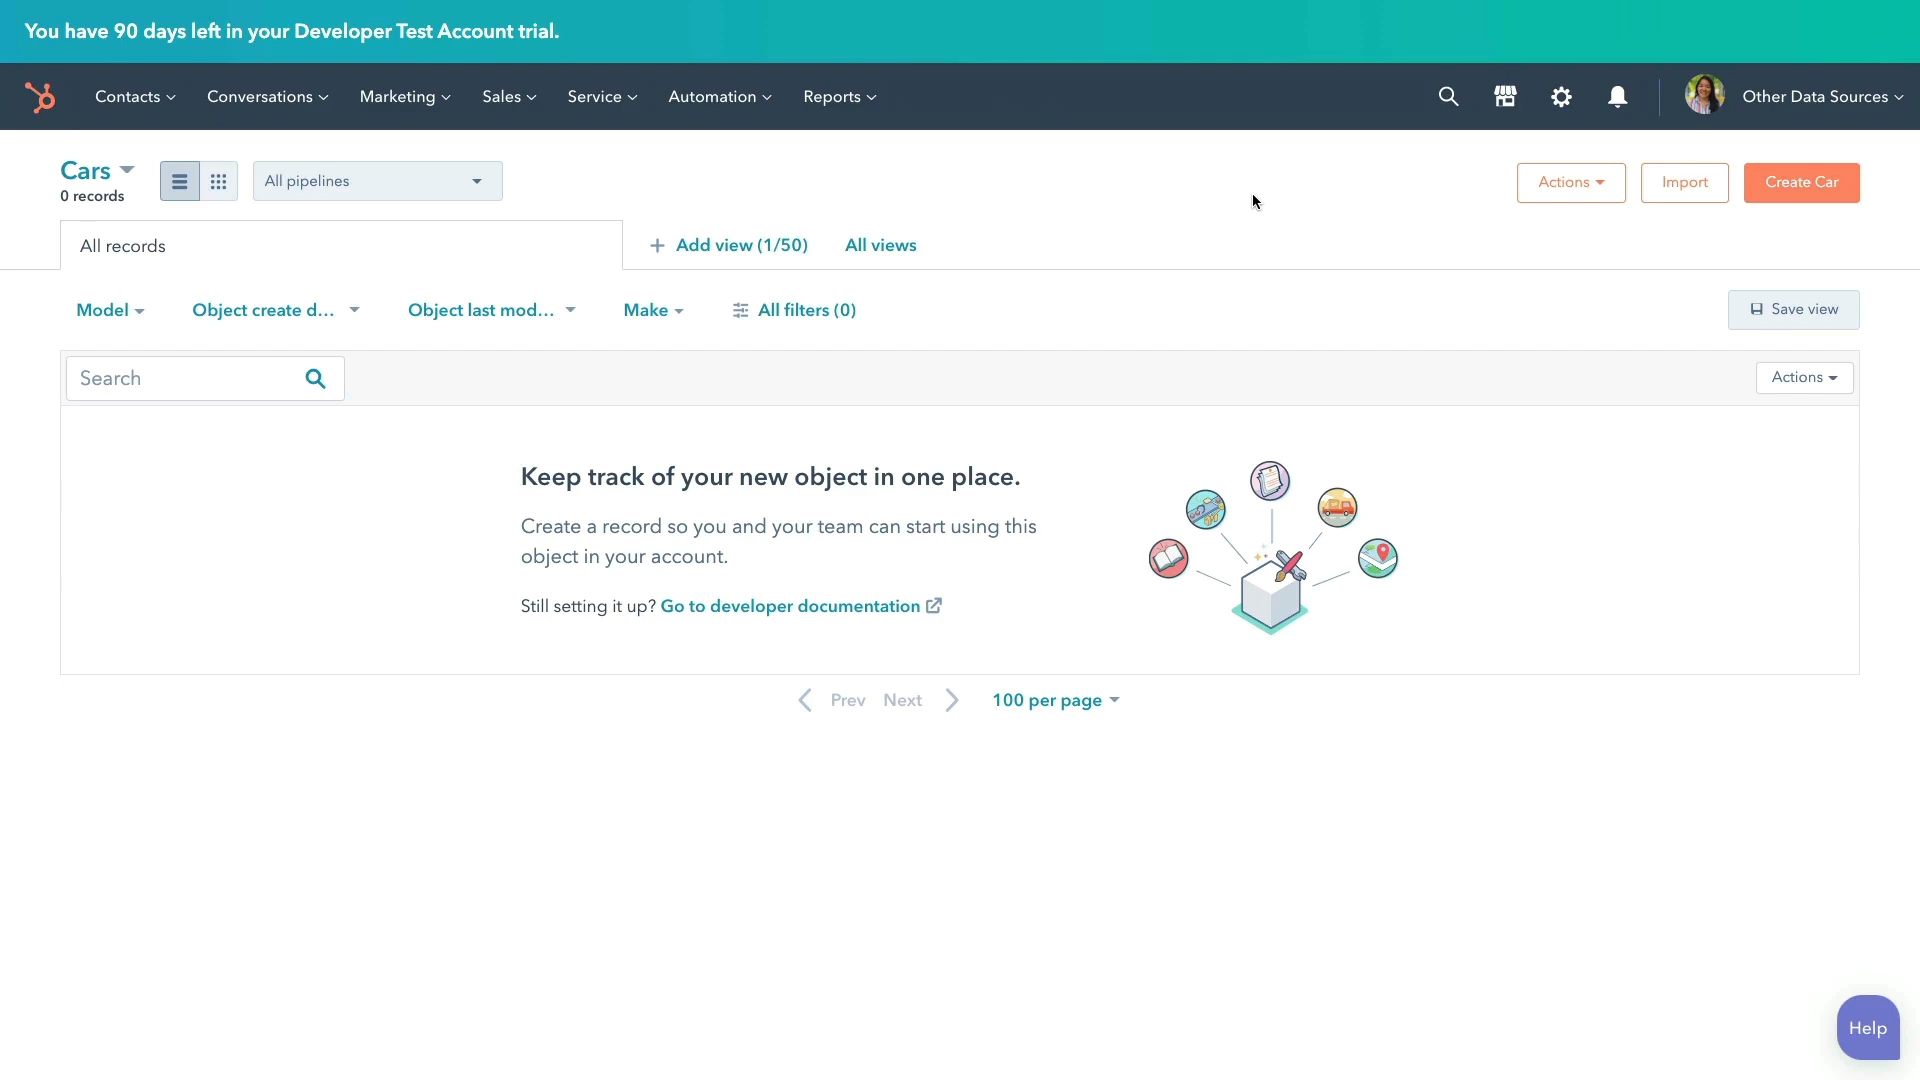 You have 90 days left in your Developer Test Account trial.
Contacts Conversations Marketing Sales Service Automation Reports Other Data Sources
Cars
0 records
All pipelines
Actions Import Create Car
All records
+ Add view (1/50) All views
Model Object create d... Object last mod... Make All filters (0) Save view
Search
Actions
Keep track of your new object in one place.
Create a record so you and your team can start using this
object in your account.
Still setting it up? Go to developer documentation
Prev Next 100 per page
Help